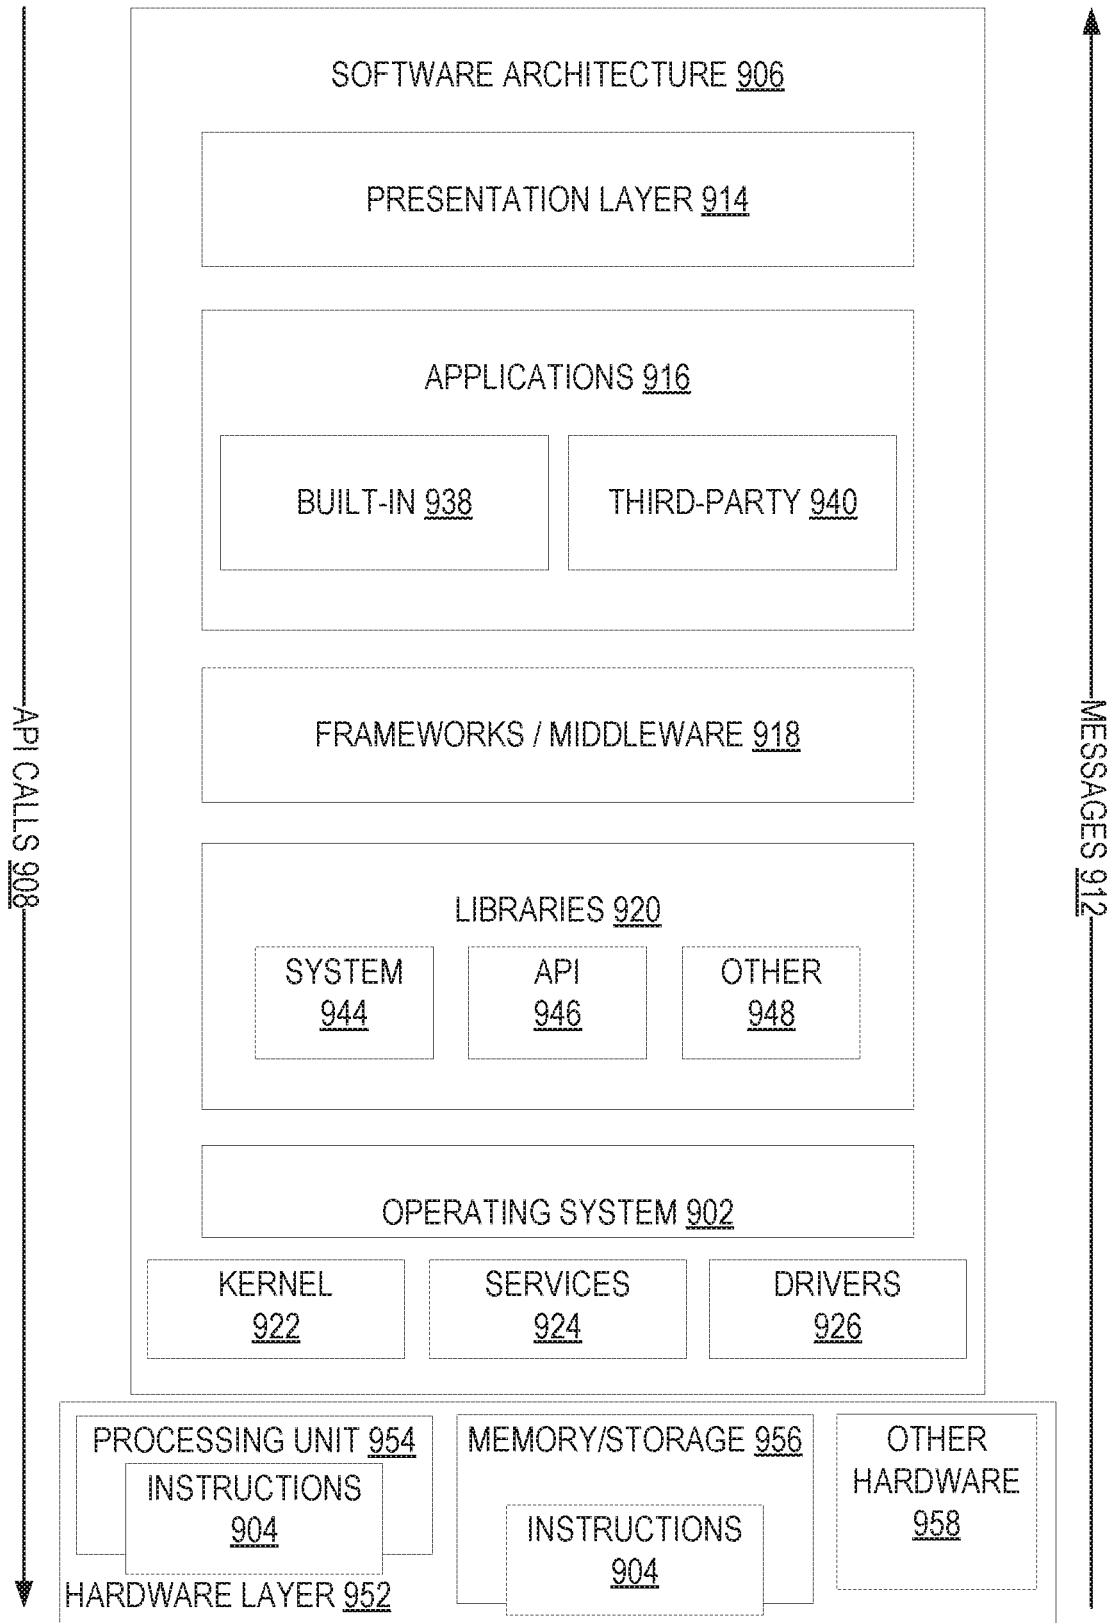 SOFTWARE ARCHITECTURE 906
PRESENTATION LAYER 914
APPLICATIONS 916
BUILT-IN 938
THIRD-PARTY 940
FRAMEWORKS / MIDDLEWARE 918
LIBRARIES 920
SYSTEM
944
API
946
OTHER
948
OPERATING SYSTEM 902
KERNEL
922
SERVICES
924
DRIVERS
926
PROCESSING UNIT 954
INSTRUCTIONS
904
MEMORY/STORAGE 956
INSTRUCTIONS
904
OTHER
HARDWARE
958
HARDWARE LAYER 952
API CALLS 908
MESSAGES 912